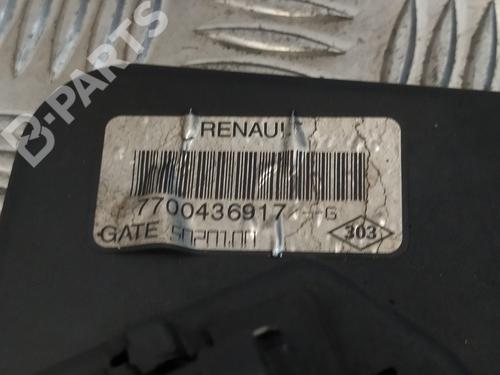 B-PARTS
RENAULT
7700436917 G
GATE
303